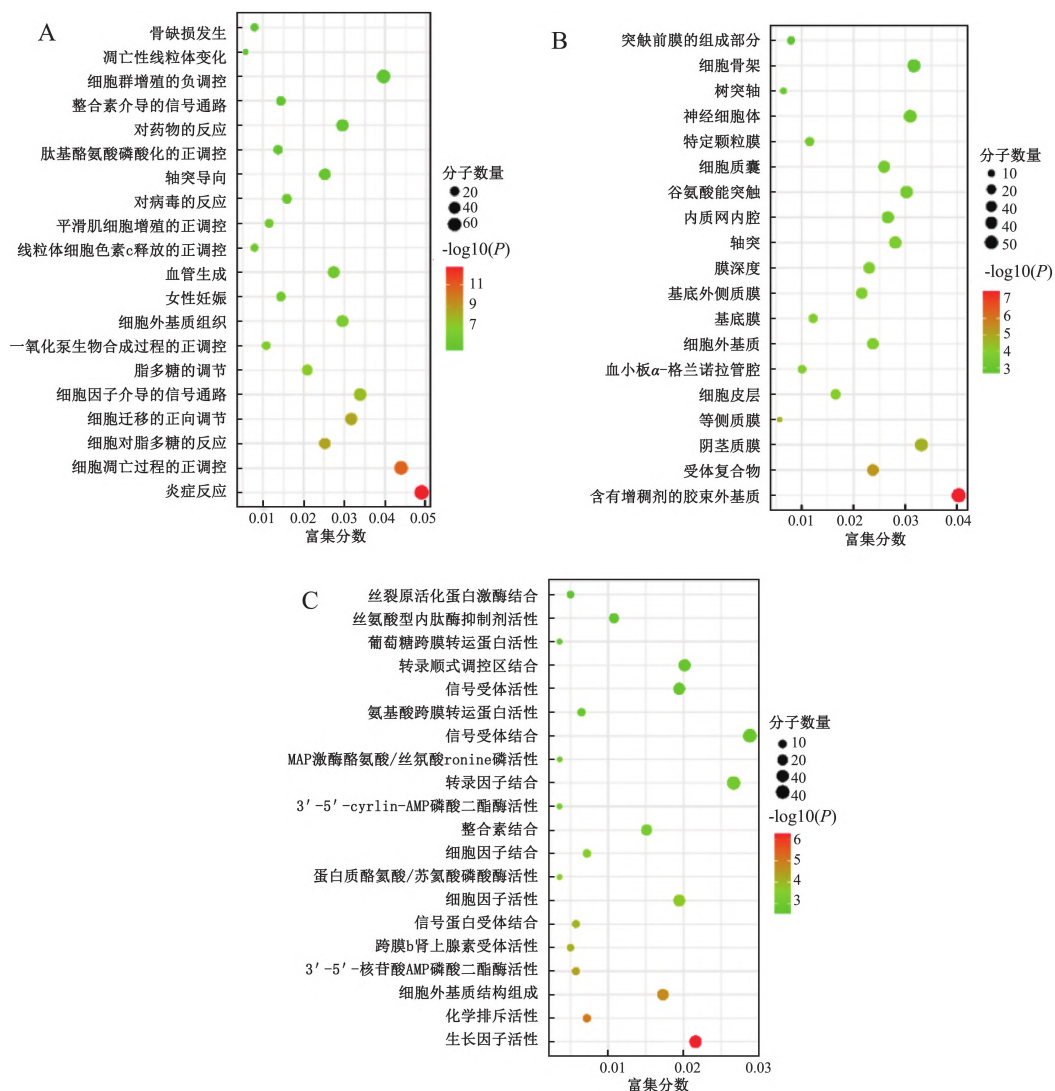 A
骨缺损发生
凋亡性线粒体变化
细胞群增殖的负调控
整合素介导的信号通路
对药物的反应
肽基酪氨酸磷酸化的正调控
轴突导向
对病毒的反应
平滑肌细胞增殖的正调控
线粒体细胞色素c释放的正调控
血管生成
女性妊娠
细胞外基质组织
一氧化泵生物合成过程的正调控
脂多糖的调节
细胞因子介导的信号通路
细胞迁移的正向调节
细胞对脂多糖的反应
细胞凋亡过程的正调控
炎症反应
0.01 0.02 0.03 0.04 0.05
富集分数
分子数量
20
40
60
-log10(P)
11
9
7
B
突触前膜的组成部分
细胞骨架
树突轴
神经细胞体
特定颗粒膜
细胞质囊
谷氨酸能突触
内质网内腔
轴突
膜深度
基底外侧质膜
基底膜
细胞外基质
血小板α-格兰诺拉管腔
细胞皮层
等侧质膜
阴茎质膜
受体复合物
含有增稠剂的胶束外基质
0.01 0.02 0.03 0.04
富集分数
分子数量
10
20
40
40
50
-log10(P)
7
6
5
4
3
C
丝裂原活化蛋白激酶结合
丝氨酸型内肽酶抑制剂活性
葡萄糖跨膜转运蛋白活性
转录顺式调控区结合
信号受体活性
氨基酸跨膜转运蛋白活性
信号受体结合
MAP激酶酪氨酸/丝氛酸ronine磷活性
转录因子结合
3′-5′-cyrlin-AMP磷酸二酯酶活性
整合素结合
细胞因子结合
蛋白质酪氨酸/苏氨酸磷酸酶活性
细胞因子活性
信号蛋白受体结合
跨膜b肾上腺素受体活性
3′-5′-核苷酸AMP磷酸二酯酶活性
细胞外基质结构组成
化学排斥活性
生长因子活性
0.01 0.02 0.03
富集分数
分子数量
10
20
40
40
-log10(P)
6
5
4
3